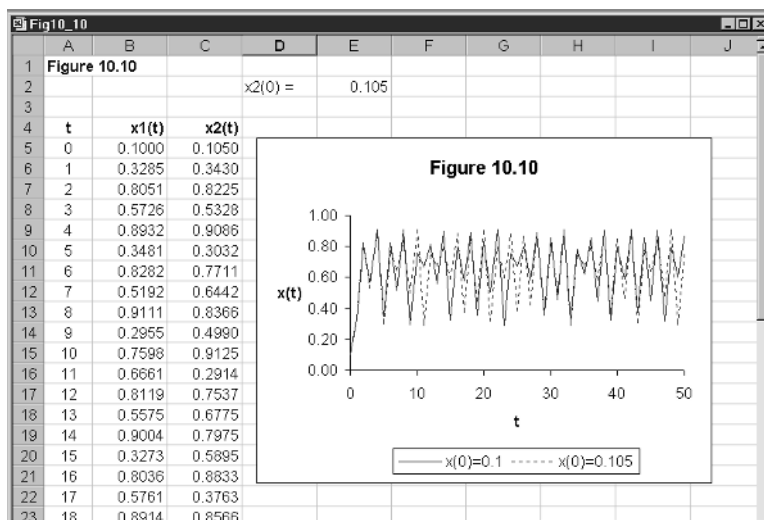 Fig10_10
A B C D E F G H I J
1 Figure 10.10
2 x2(0) = 0.105
3
4 t x1(t) x2(t)
5 0 0.1000 0.1050
6 1 0.3285 0.3430
7 2 0.8051 0.8225
8 3 0.5726 0.5328
9 4 0.8932 0.9086
10 5 0.3481 0.3032
11 6 0.8282 0.7711
12 7 0.5192 0.6442
13 8 0.9111 0.8366
14 9 0.2955 0.4990
15 10 0.7598 0.9125
16 11 0.6661 0.2914
17 12 0.8119 0.7537
18 13 0.5575 0.6775
19 14 0.9004 0.7975
20 15 0.3273 0.5895
21 16 0.8036 0.8833
22 17 0.5761 0.3763
23 18 0.8914 0.8566
Figure 10.10
1.00
0.80
0.60
x(t)
0.40
0.20
0.00
0 10 20 30 40 50
t
x(0)=0.1 x(0)=0.105